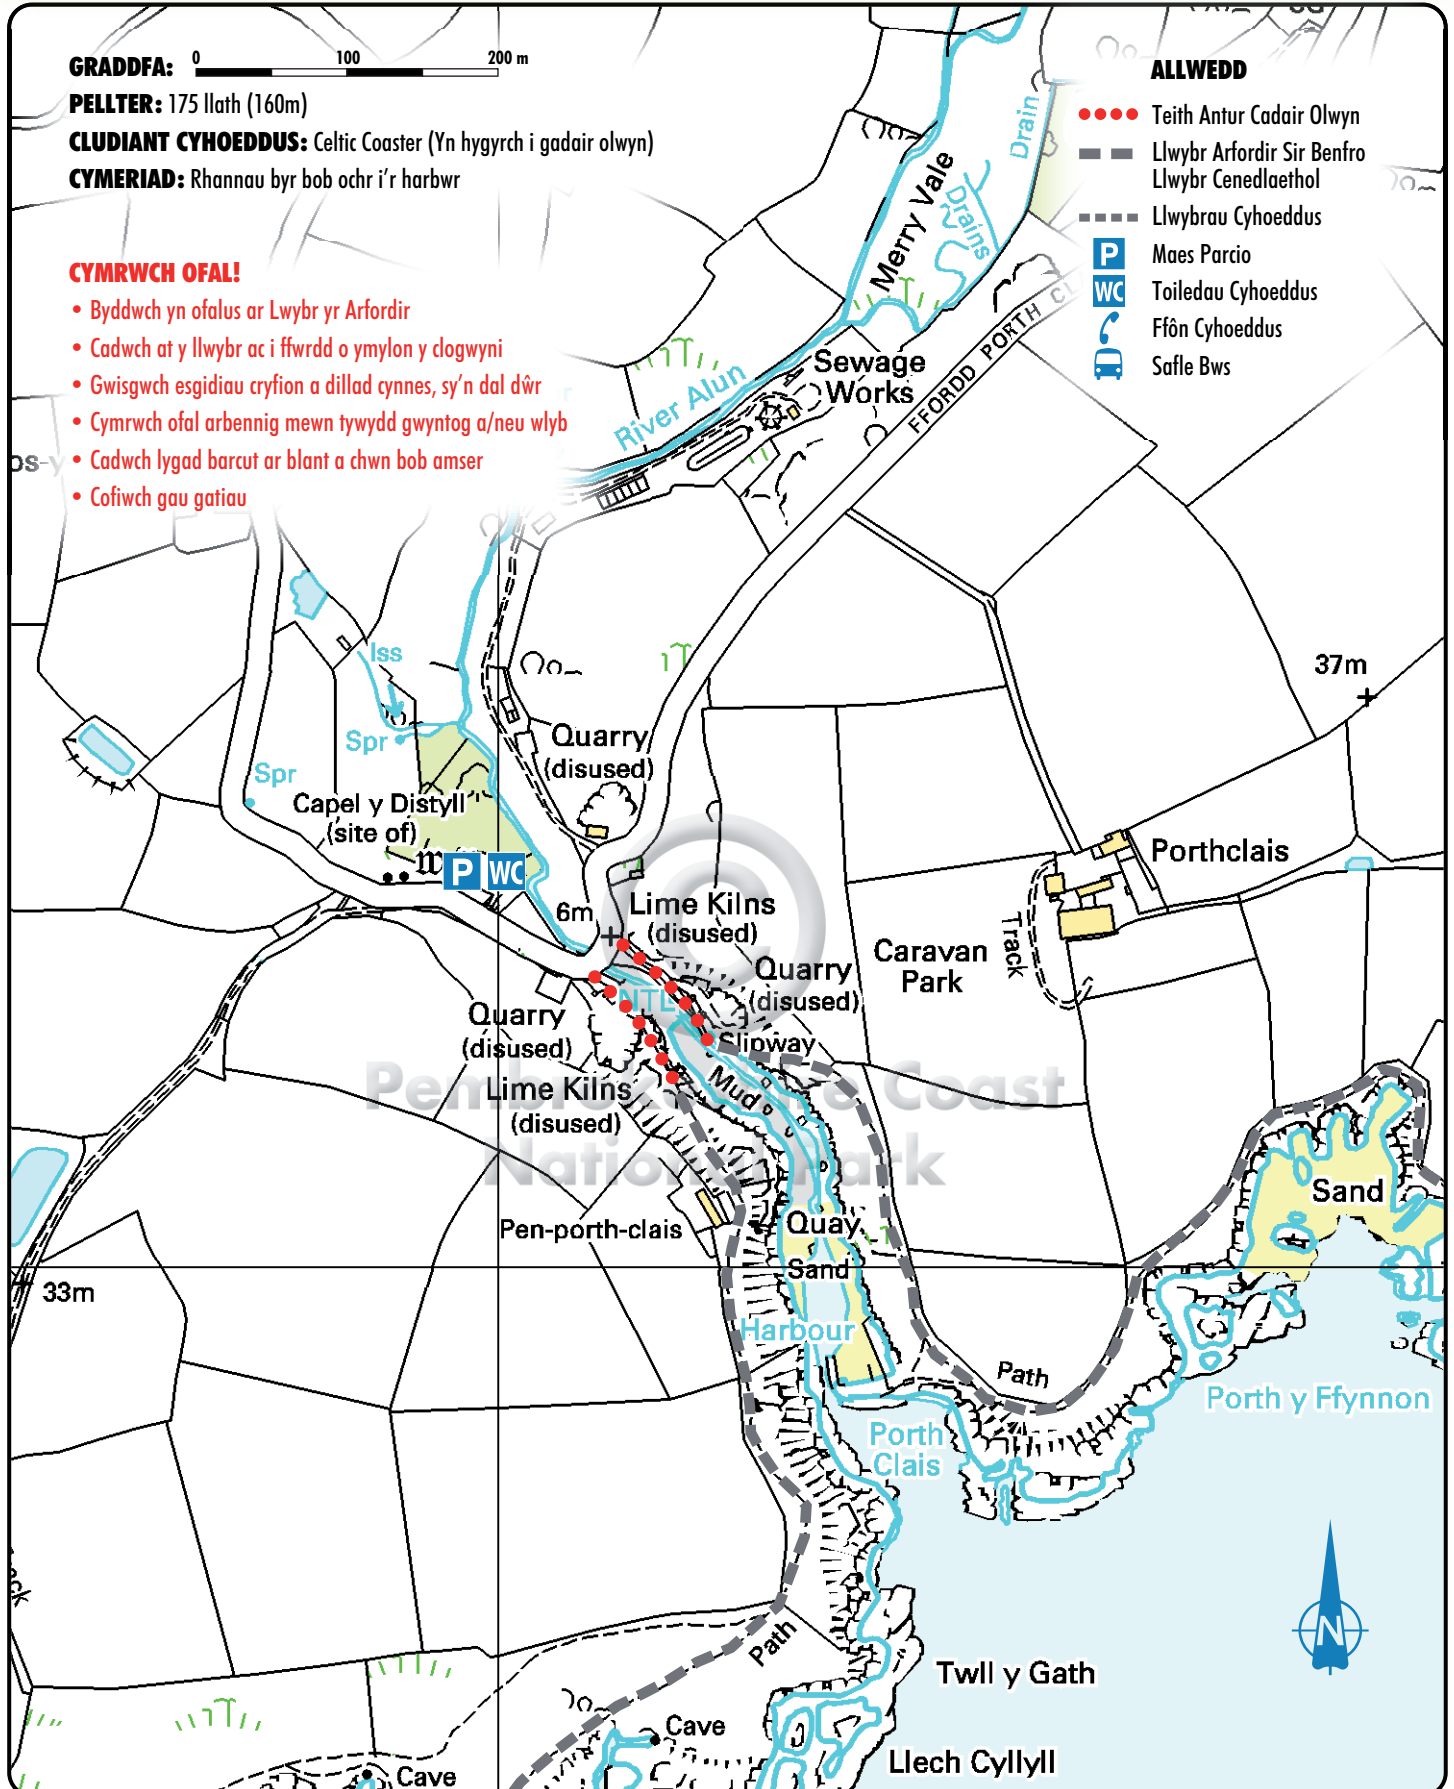 GRADDFA: 0 100 200 m
PELLTER: 175 llath (160m)
CLUDIANT CYHOEDDUS: Celtic Coaster (Yn hygyrch i gadair olwyn)
CYMERIAD: Rhannau byr bob ochr i’r harbwr
CYMRWCH OFAL!
• Byddwch yn ofalus ar Lwybr yr Arfordir
• Cadwch at y llwybr ac i ffwrdd o ymylon y clogwyni
• Gwisgwch esgidiau cryfion a dillad cynnes, sy’n dal dŵr
• Cymrwch ofal arbennig mewn tywydd gwyntog a/neu wlyb
• Cadwch lygad barcut ar blant a chwn bob amser
• Cofiwch gau gatiau
ALLWEDD
Teith Antur Cadair Olwyn
Llwybr Arfordir Sir Benfro
Llwybr Cenedlaethol
Llwybrau Cyhoeddus
P Maes Parcio
WC Toiledau Cyhoeddus
Ffôn Cyhoeddus
Safle Bws
Drain
Merry Vale
Drains
FFORDD PORTH CL
Sewage
Works
River Alun
Iss
Spr
Spr
37m
Quarry
(disused)
Capel y Distyll
(site of)
P WC
Porthclais
6m
Lime Kilns
(disused)
Caravan
Park
Track
Quarry
(disused)
NTL
Quarry
(disused)
Slipway
Lime Kilns
(disused)
Mud
©
Pembrokeshire Coast
National Park
Sand
Pen-porth-clais
Quay
Sand
33m
Harbour
Path
Porth y Ffynnon
Porth
Clais
N
Path
Twll y Gath
Cave
Llech Cyllyll
Cave